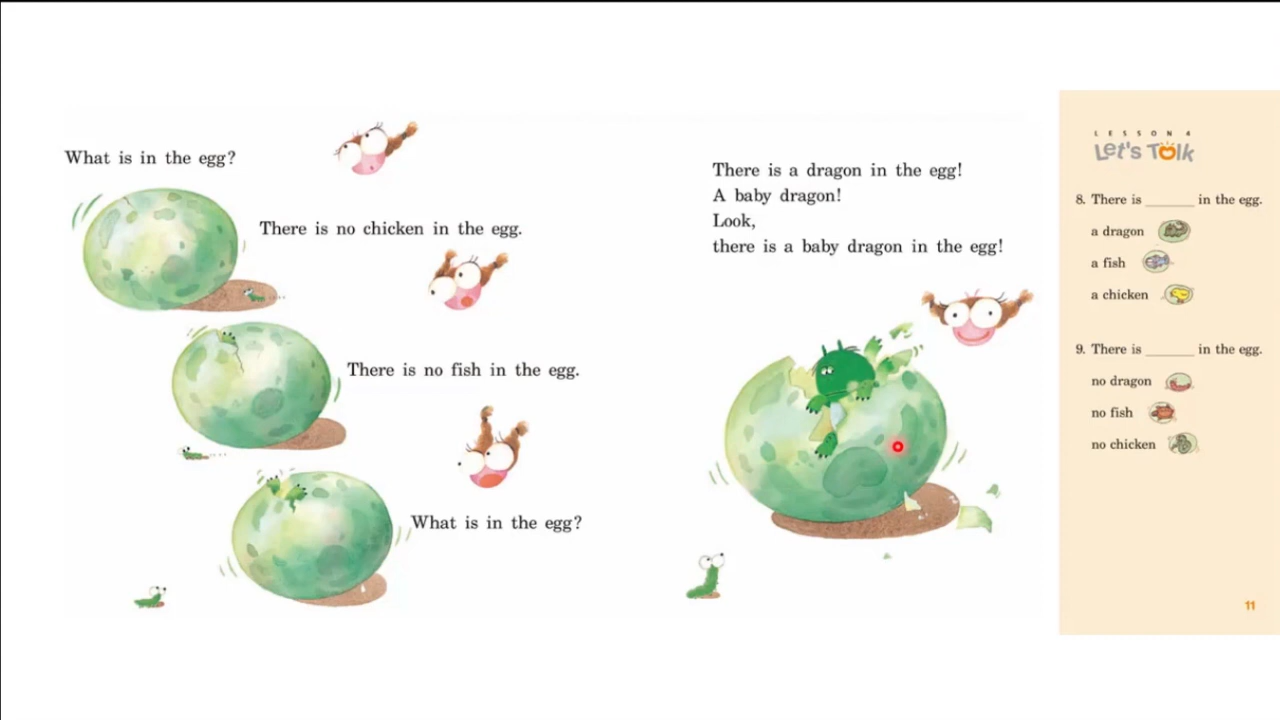 What is in the egg?
There is no chicken in the egg.
There is no fish in the egg.
What is in the egg?
There is a dragon in the egg!
A baby dragon!
Look,
there is a baby dragon in the egg!
LESSON 4
Let's Talk
8. There is ______ in the egg.
a dragon
a fish
a chicken
9. There is ______ in the egg.
no dragon
no fish
no chicken
11